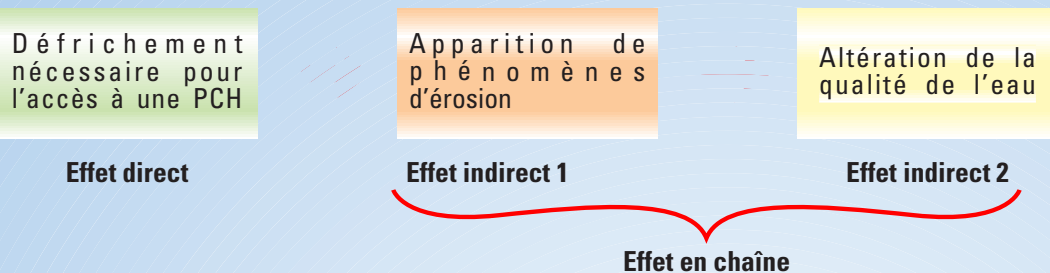 Défrichement
nécessaire pour
l'accès à une PCH
Apparition de
phénomènes
d'érosion
Altération de la
qualité de l'eau
Effet direct
Effet indirect 1
Effet indirect 2
Effet en chaîne